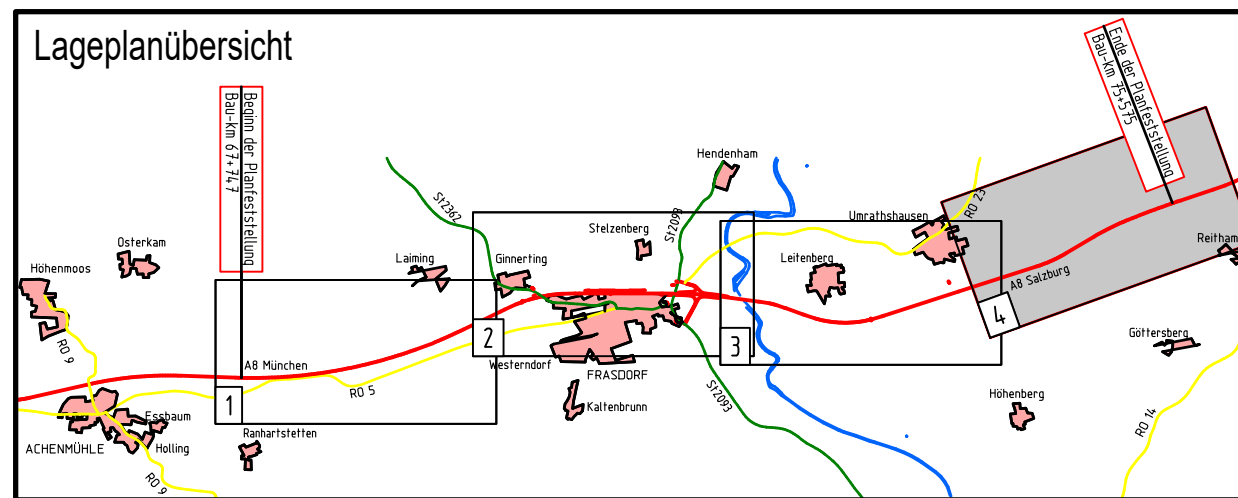 Lageplanübersicht
Beginn der Planfeststellung
Bau-km 67+747
Ende der Planfeststellung
Bau-km 75+575
Hendenham
St2362
St2093
RO 23
Umrathshausen
Osterkam
Stelzenberg
Höhenmoos
Laiming
Ginnerting
Leitenberg
Reitham
A8 Salzburg
RO 9
2
3
4
Göttersberg
A8 München
Westerndorf
FRASDORF
RO 5
1
Kaltenbrunn
St2093
Höhenberg
RO 14
Essbaum
Ranhartstetten
ACHENMÜHLE
Holling
RO 9